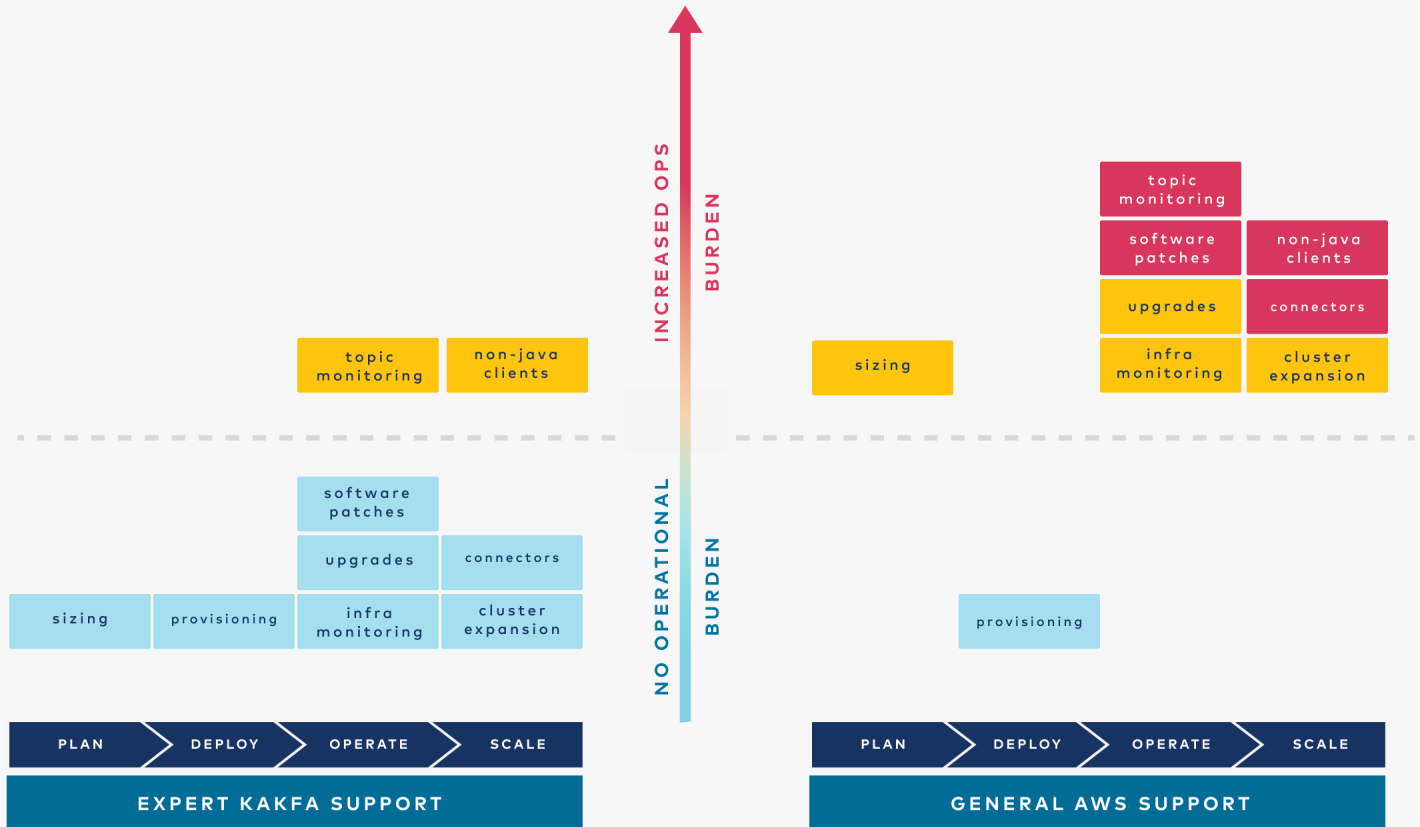 INCREASED OPS
BURDEN
NO OPERATIONAL
BURDEN
topic
monitoring
non-java
clients
software
patches
upgrades
connectors
sizing
provisioning
infra
monitoring
cluster
expansion
PLAN
DEPLOY
OPERATE
SCALE
EXPERT KAKFA SUPPORT
topic
monitoring
software
patches
non-java
clients
upgrades
connectors
sizing
infra
monitoring
cluster
expansion
provisioning
PLAN
DEPLOY
OPERATE
SCALE
GENERAL AWS SUPPORT